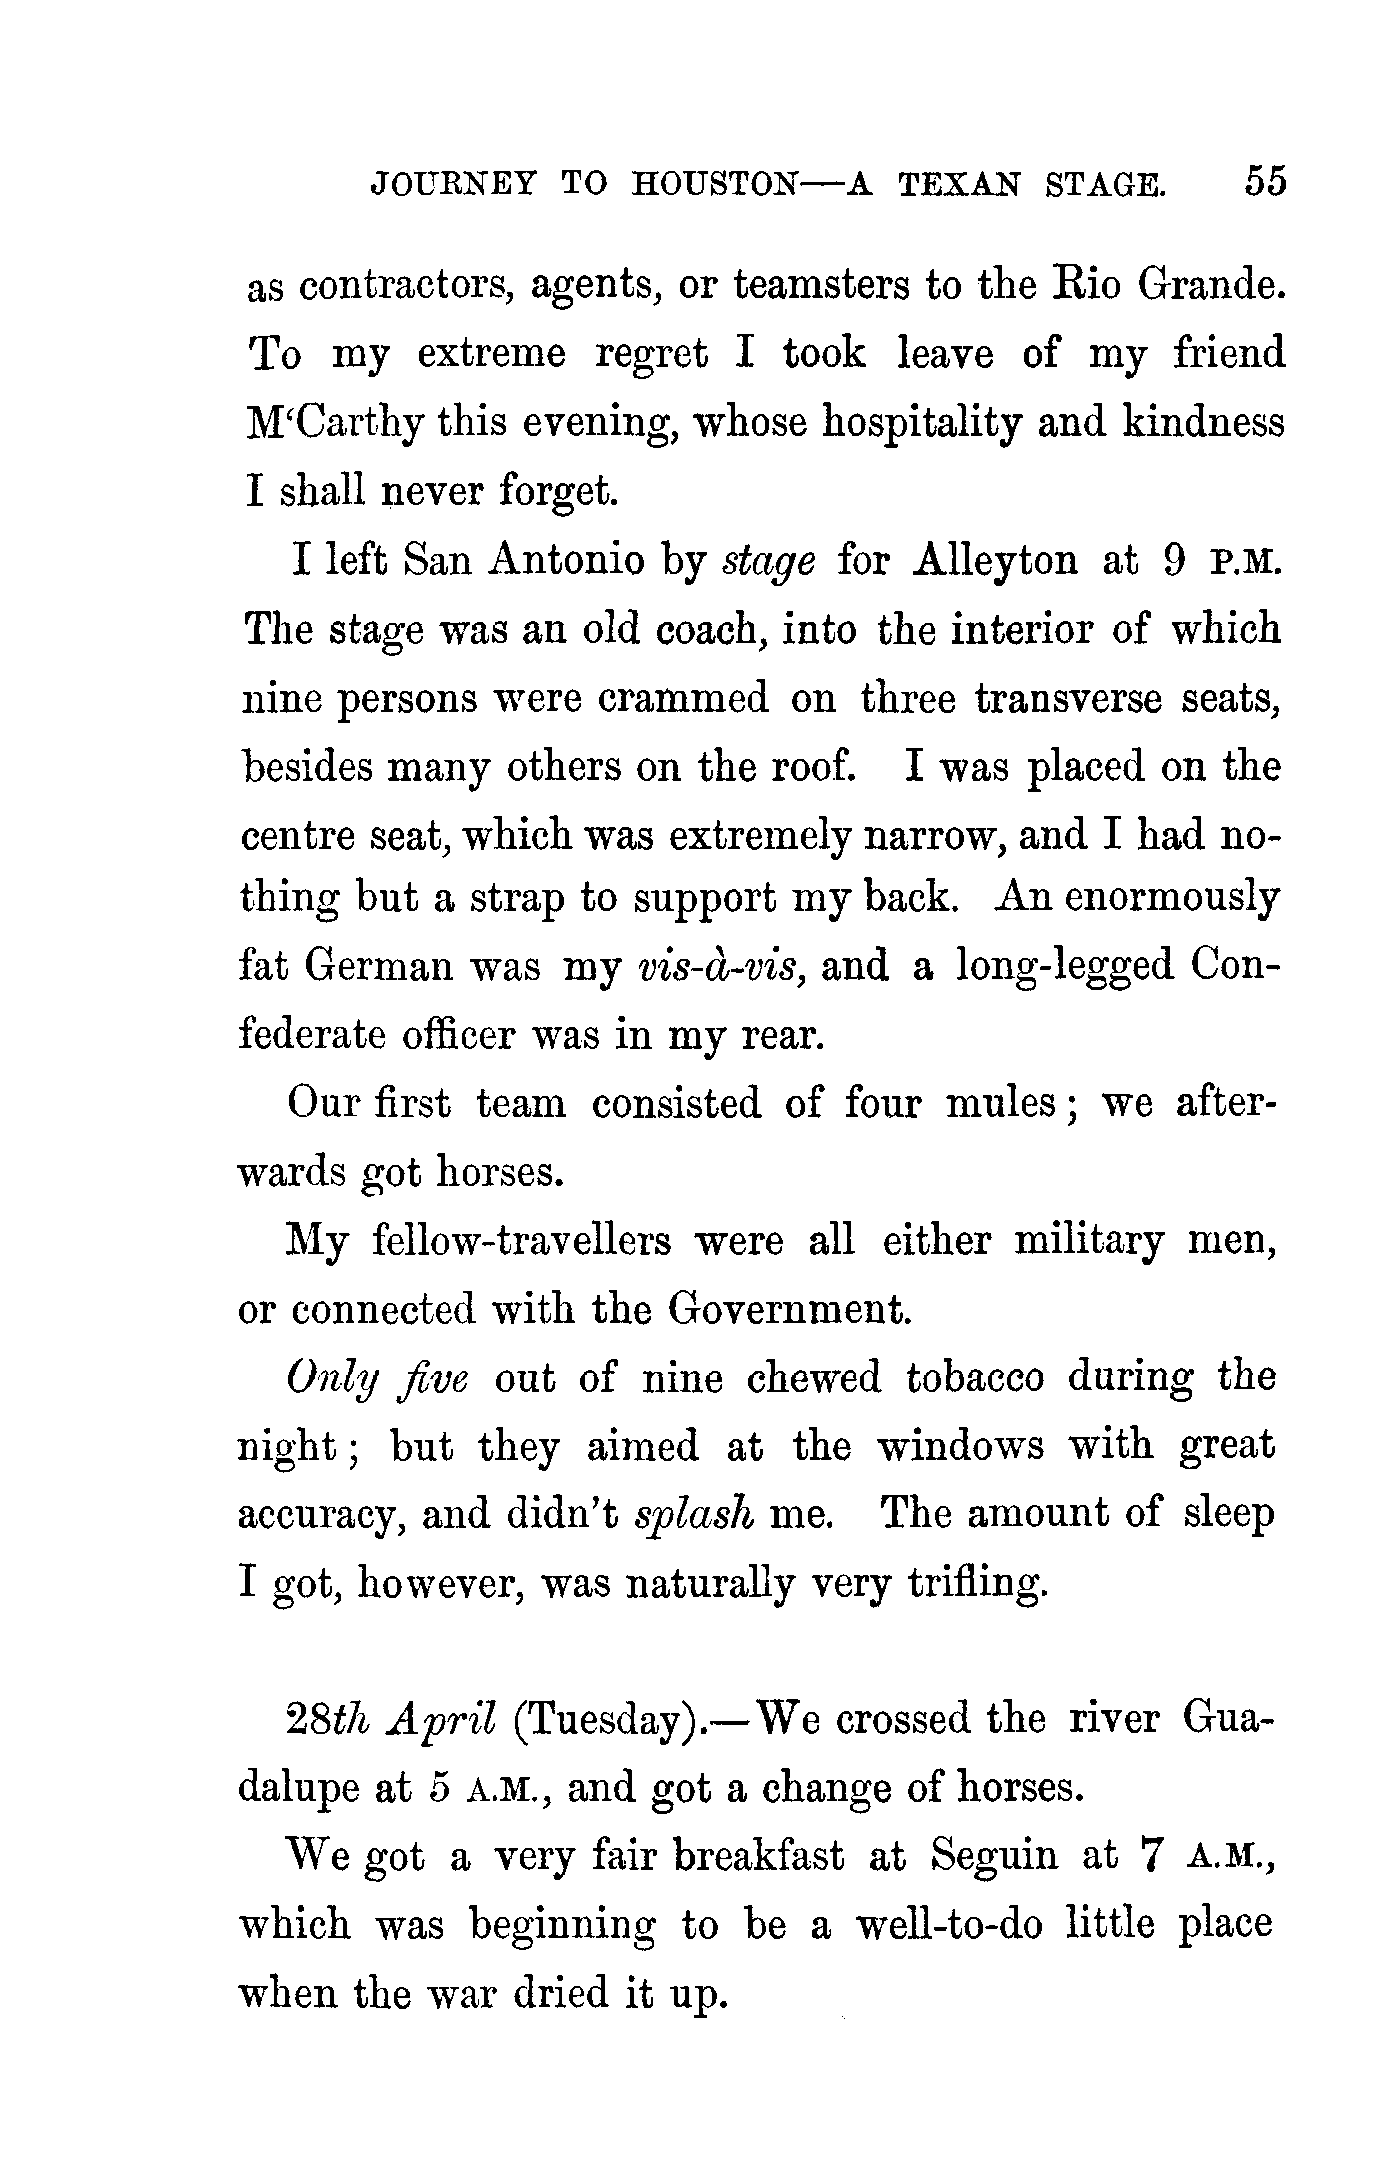 JOURNEY TO HOUSTON—A TEXAN STAGE. 55
as contractors, agents, or teamsters to the Rio Grande.
To my extreme regret I took leave of my friend
M‘Carthy this evening, whose hospitality and kindness
I shall never forget.
I left San Antonio by stage for Alleyton at 9 P.M.
The stage was an old coach, into the interior of which
nine persons were crammed on three transverse seats,
besides many others on the roof. I was placed on the
centre seat, which was extremely narrow, and I had no-
thing but a strap to support my back. An enormously
fat German was my vis-à-vis, and a long-legged Con-
federate officer was in my rear.
Our first team consisted of four mules ; we after-
wards got horses.
My fellow-travellers were all either military men,
or connected with the Government.
Only five out of nine chewed tobacco during the
night ; but they aimed at the windows with great
accuracy, and didn’t splash me. The amount of sleep
I got, however, was naturally very trifling.
28th April (Tuesday).—We crossed the river Gua-
dalupe at 5 A.M., and got a change of horses.
We got a very fair breakfast at Seguin at 7 A.M.,
which was beginning to be a well-to-do little place
when the war dried it up.